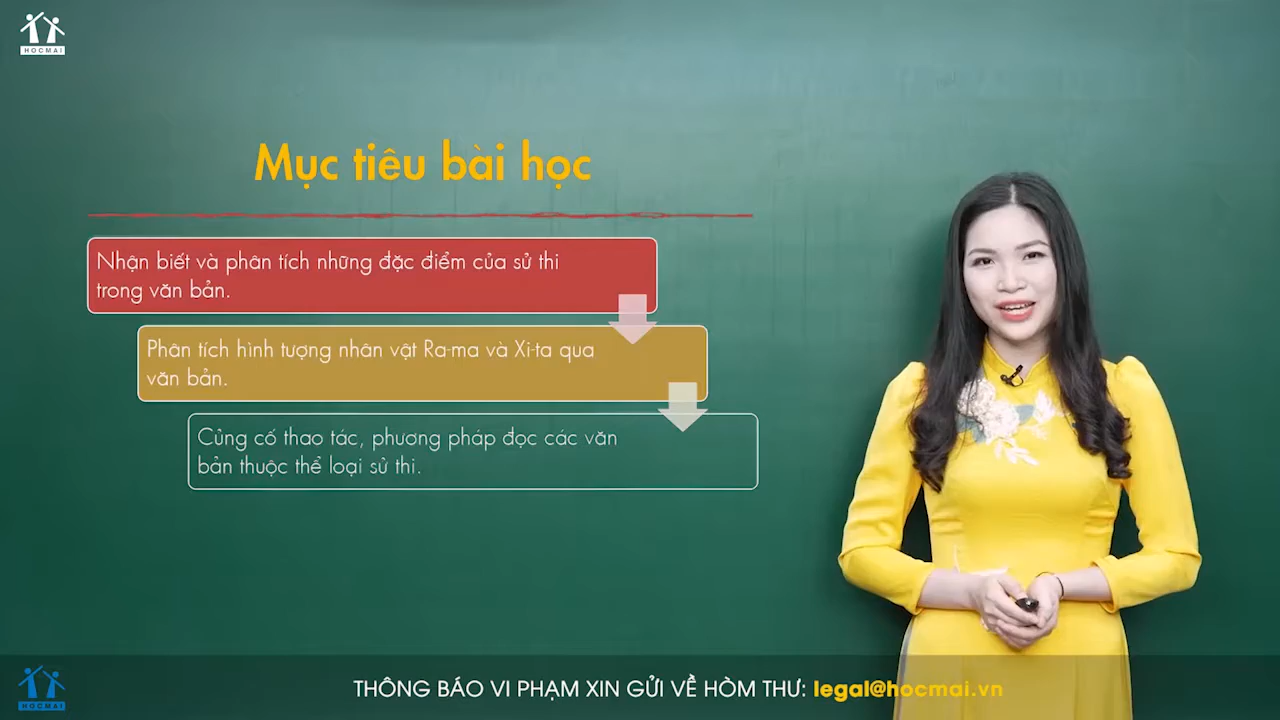 HOCMAI
Mục tiêu bài học
Nhận biết và phân tích những đặc điểm của sử thi
trong văn bản.
Phân tích hình tượng nhân vật Ra-ma và Xi-ta qua
văn bản.
Củng cố thao tác, phương pháp đọc các văn
bản thuộc thể loại sử thi.
HOCMAI
THÔNG BÁO VI PHẠM XIN GỬI VỀ HÒM THƯ: legal@hocmai.vn